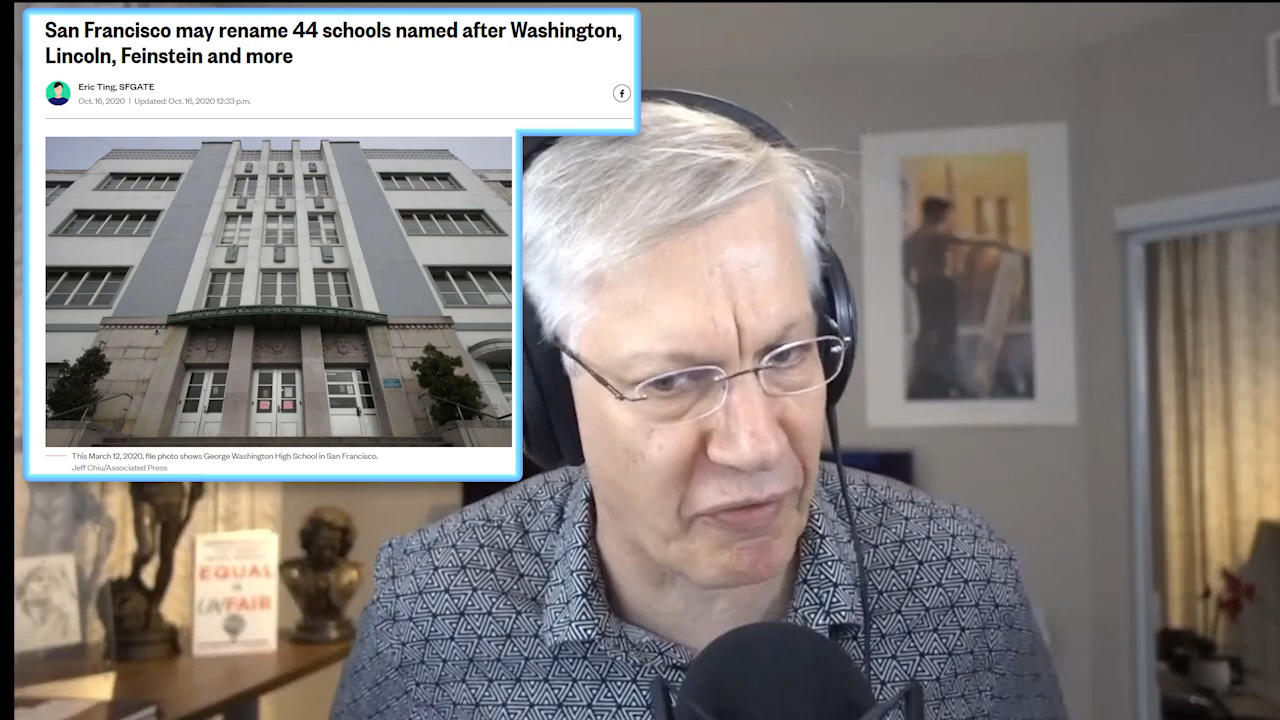 San Francisco may rename 44 schools named after Washington,
Lincoln, Feinstein and more
Eric Ting, SFGATE
Oct. 16, 2020 | Updated: Oct. 16, 2020 12:33 p.m.
This March 12, 2020, file photo shows George Washington High School in San Francisco.
Jeff Chiu/Associated Press
EQUAL
IS
UNFAIR